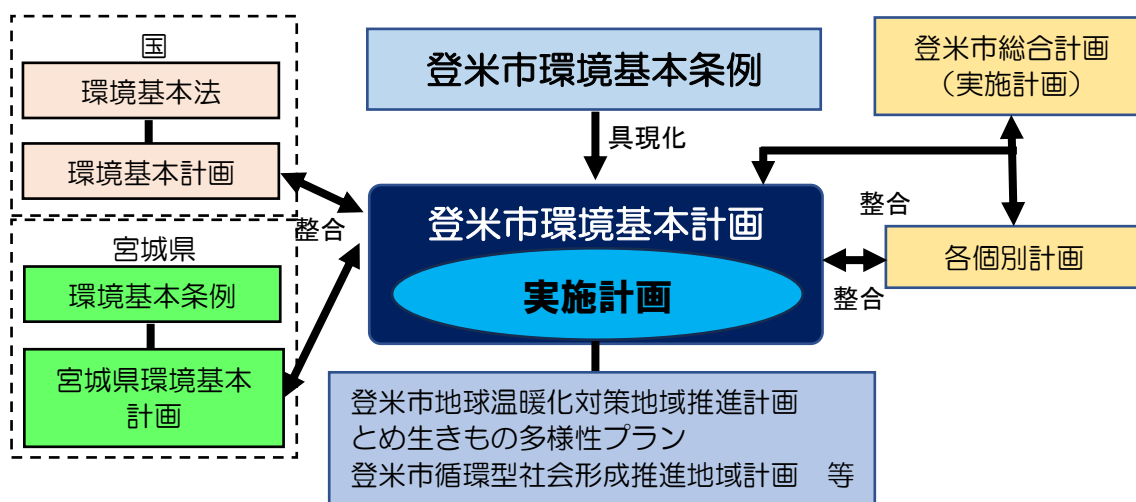 国
環境基本法
環境基本計画
宮城県
環境基本条例
宮城県環境基本
計画
整合
登米市環境基本条例
具現化
登米市環境基本計画
実施計画
登米市地球温暖化対策地域推進計画
とめ生きもの多様性プラン
登米市循環型社会形成推進地域計画　等
登米市総合計画
（実施計画）
整合
各個別計画
整合